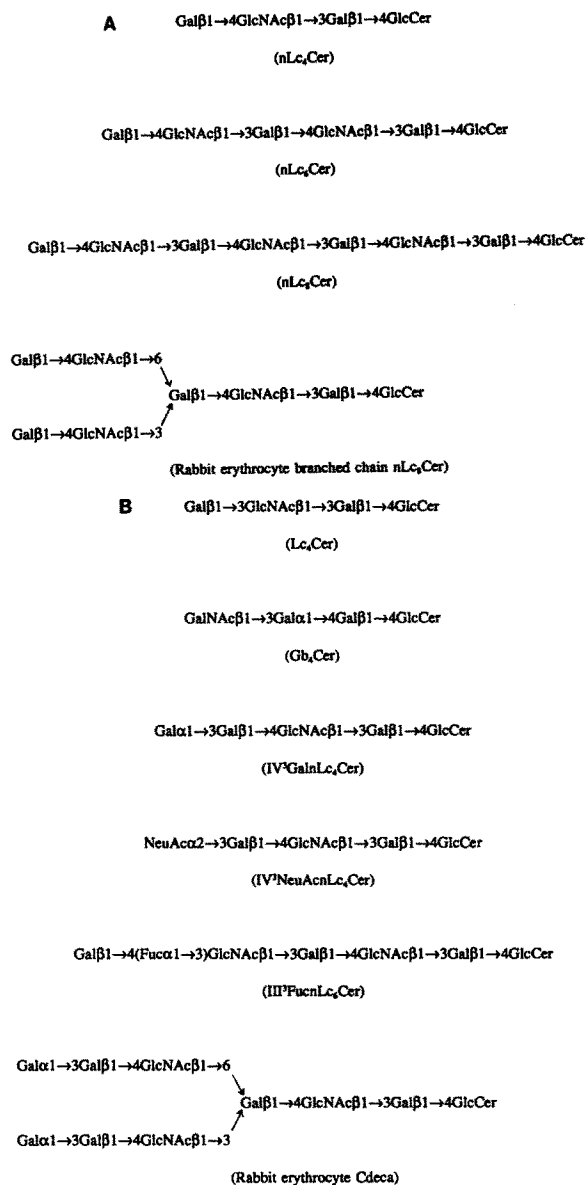 A
Galβ1→4GlcNAcβ1→3Galβ1→4GlcCer
(nLc₄Cer)
Galβ1→4GlcNAcβ1→3Galβ1→4GlcNAcβ1→3Galβ1→4GlcCer
(nLc₆Cer)
Galβ1→4GlcNAcβ1→3Galβ1→4GlcNAcβ1→3Galβ1→4GlcNAcβ1→3Galβ1→4GlcCer
(nLc₈Cer)
Galβ1→4GlcNAcβ1→6
Galβ1→4GlcNAcβ1→3Galβ1→4GlcCer
Galβ1→4GlcNAcβ1→3
(Rabbit erythrocyte branched chain nLc₈Cer)
B
Galβ1→3GlcNAcβ1→3Galβ1→4GlcCer
(Lc₄Cer)
GalNAcβ1→3Galα1→4Galβ1→4GlcCer
(Gb₄Cer)
Galα1→3Galβ1→4GlcNAcβ1→3Galβ1→4GlcCer
(IV³GalnLc₄Cer)
NeuAcα2→3Galβ1→4GlcNAcβ1→3Galβ1→4GlcCer
(IV³NeuAcnLc₄Cer)
Galβ1→4(Fucα1→3)GlcNAcβ1→3Galβ1→4GlcNAcβ1→3Galβ1→4GlcCer
(III³FucnLc₆Cer)
Galα1→3Galβ1→4GlcNAcβ1→6
Galβ1→4GlcNAcβ1→3Galβ1→4GlcCer
Galα1→3Galβ1→4GlcNAcβ1→3
(Rabbit erythrocyte Cdeca)